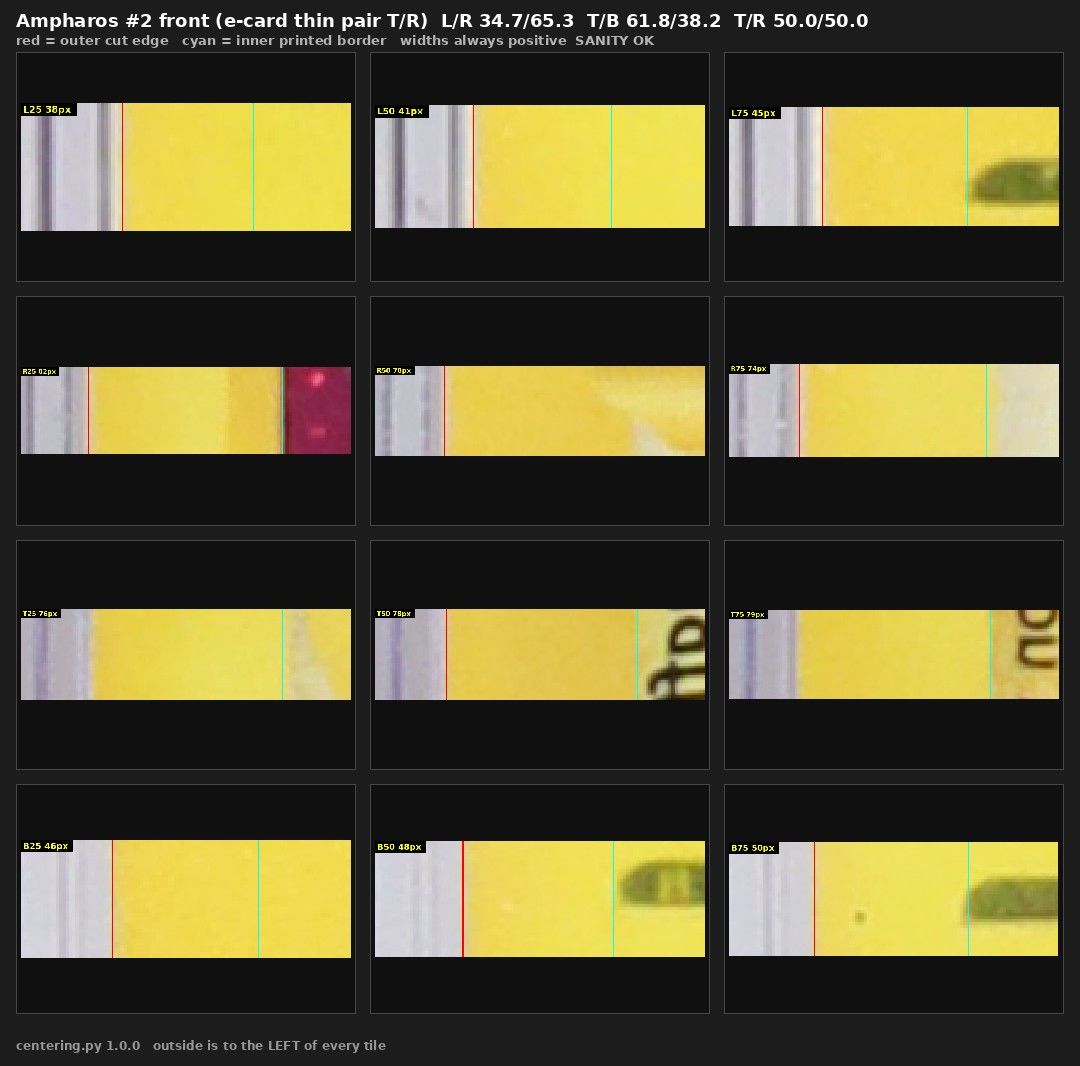 Ampharos #2 front (e-card thin pair T/R)  L/R 34.7/65.3  T/B 61.8/38.2  T/R 50.0/50.0
red = outer cut edge   cyan = inner printed border   widths always positive  SANITY OK
L25 38px
L50 41px
L75 45px
R25 82px
R50 78px
R75 74px
T25 76px
T50 78px
T75 79px
B25 46px
B50 48px
B75 50px
centering.py 1.0.0   outside is to the LEFT of every tile